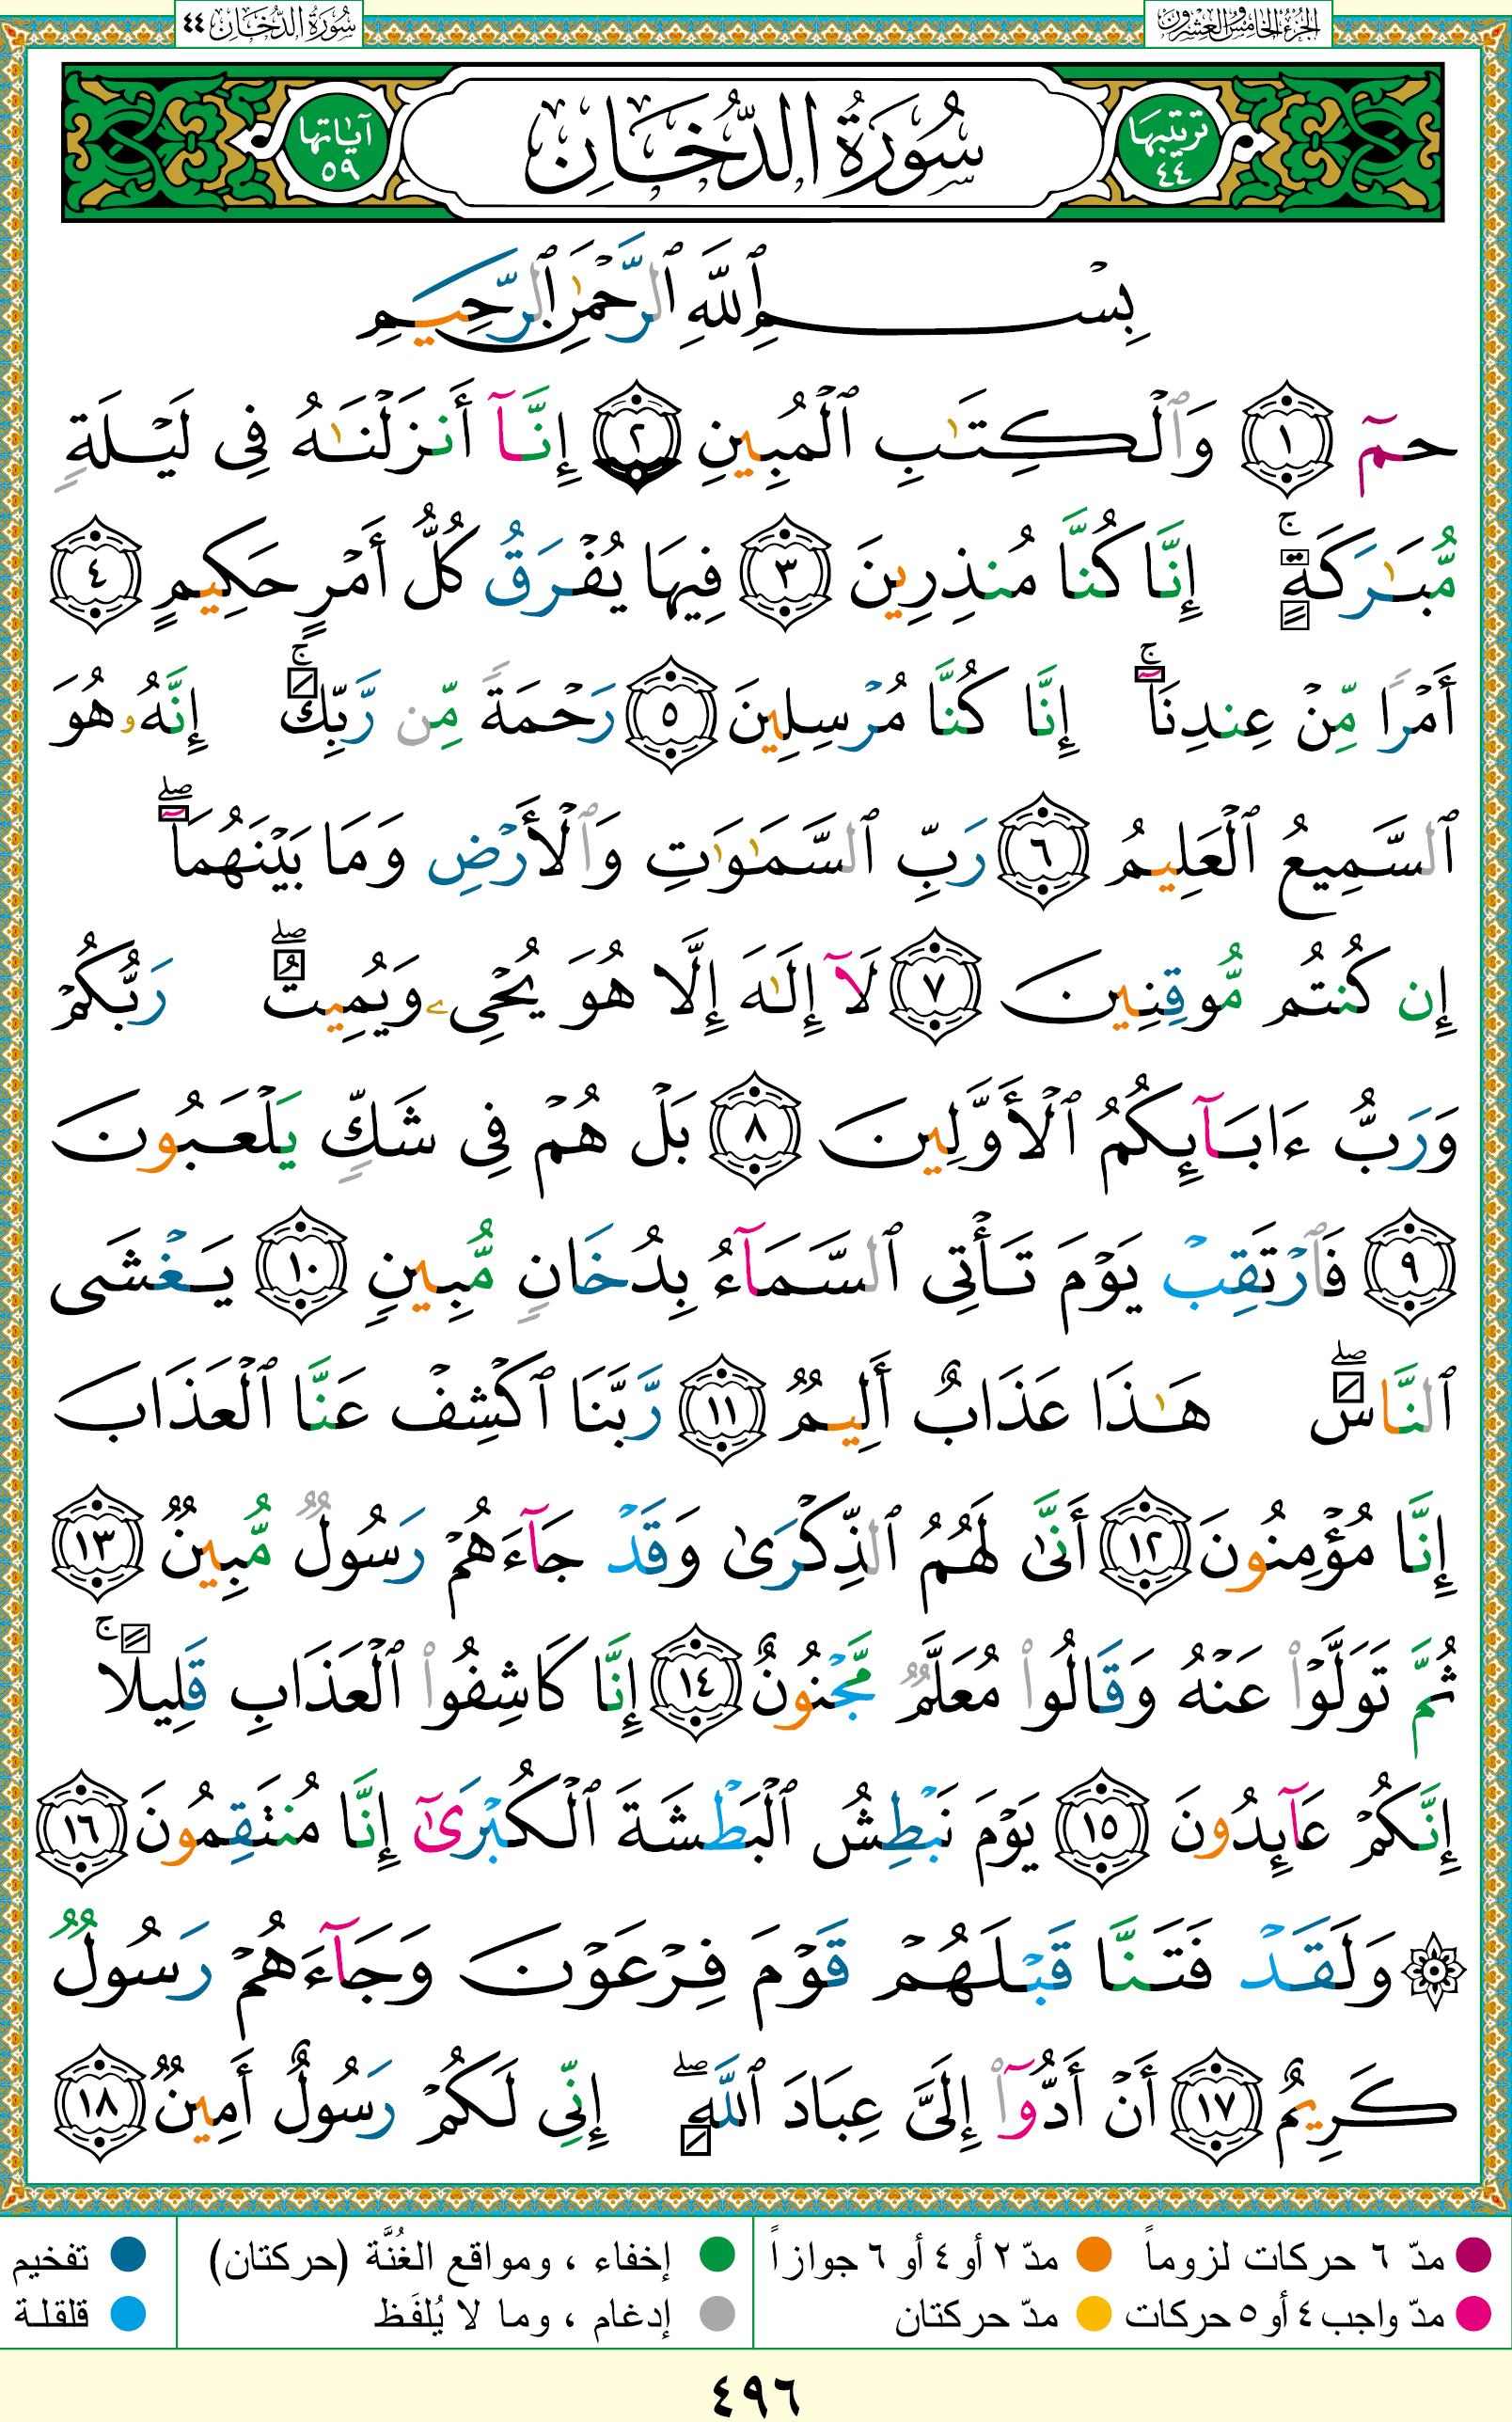 الجزء الخامس والعشرون
سُورَةُ الدُّخَان ٤٤
ترتيبها ٤٤
سُورَةُ الدُّخَانِ
آياتها ٥٩
بِسْمِ ٱللَّهِ ٱلرَّحْمَٰنِ ٱلرَّحِيمِ
حمٓ ١ وَٱلْكِتَٰبِ ٱلْمُبِينِ ٢ إِنَّآ أَنزَلْنَٰهُ فِى لَيْلَةٍ
مُّبَٰرَكَةٍ ۚ إِنَّا كُنَّا مُنذِرِينَ ٣ فِيهَا يُفْرَقُ كُلُّ أَمْرٍ حَكِيمٍ ٤
أَمْرًا مِّنْ عِندِنَآ ۚ إِنَّا كُنَّا مُرْسِلِينَ ٥ رَحْمَةً مِّن رَّبِّكَ ۚ إِنَّهُۥ هُوَ
ٱلسَّمِيعُ ٱلْعَلِيمُ ٦ رَبِّ ٱلسَّمَٰوَٰتِ وَٱلْأَرْضِ وَمَا بَيْنَهُمَآ ۖ
إِن كُنتُم مُّوقِنِينَ ٧ لَآ إِلَٰهَ إِلَّا هُوَ يُحْىِۦ وَيُمِيتُ ۖ رَبُّكُمْ
وَرَبُّ ءَابَآئِكُمُ ٱلْأَوَّلِينَ ٨ بَلْ هُمْ فِى شَكٍّ يَلْعَبُونَ
٩ فَٱرْتَقِبْ يَوْمَ تَأْتِى ٱلسَّمَآءُ بِدُخَانٍ مُّبِينٍ ١٠ يَغْشَى
ٱلنَّاسَ ۖ هَٰذَا عَذَابٌ أَلِيمٌ ١١ رَّبَّنَا ٱكْشِفْ عَنَّا ٱلْعَذَابَ
إِنَّا مُؤْمِنُونَ ١٢ أَنَّىٰ لَهُمُ ٱلذِّكْرَىٰ وَقَدْ جَآءَهُمْ رَسُولٌ مُّبِينٌ ١٣
ثُمَّ تَوَلَّوْا۟ عَنْهُ وَقَالُوا۟ مُعَلَّمٌ مَّجْنُونٌ ١٤ إِنَّا كَاشِفُوا۟ ٱلْعَذَابِ قَلِيلًا ۚ
إِنَّكُمْ عَآئِدُونَ ١٥ يَوْمَ نَبْطِشُ ٱلْبَطْشَةَ ٱلْكُبْرَىٰٓ إِنَّا مُنتَقِمُونَ ١٦
۞ وَلَقَدْ فَتَنَّا قَبْلَهُمْ قَوْمَ فِرْعَوْنَ وَجَآءَهُمْ رَسُولٌ
كَرِيمٌ ١٧ أَنْ أَدُّوٓا۟ إِلَىَّ عِبَادَ ٱللَّهِ ۖ إِنِّى لَكُمْ رَسُولٌ أَمِينٌ ١٨
مدّ ٦ حركات لزوماً
مدّ ٢ أو ٤ أو ٦ جوازاً
إخفاء ، ومواقع الغُنَّة (حركتان)
تفخيم
مدّ واجب ٤ أو ٥ حركات
مدّ حركتان
إدغام ، وما لا يُلفَظ
قلقلة
٤٩٦